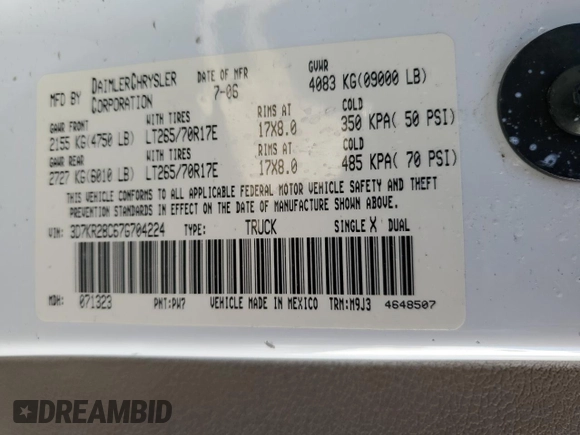 MFD BY DAIMLERCHRYSLER CORPORATION DATE OF MFR 7-06 GVWR 4083 KG(09000 LB)
GAWR FRONT WITH TIRES RIMS AT COLD
2155 KG(4750 LB) LT265/70R17E 17X8.0 350 KPA( 50 PSI)
GAWR REAR WITH TIRES RIMS AT COLD
2727 KG(6010 LB) LT265/70R17E 17X8.0 485 KPA( 70 PSI)
THIS VEHICLE CONFORMS TO ALL APPLICABLE FEDERAL MOTOR VEHICLE SAFETY AND THEFT
PREVENTION STANDARDS IN EFFECT ON THE DATE OF MANUFACTURE SHOWN ABOVE.
VIN: 3D7KR28C67G704224 TYPE: TRUCK SINGLE X DUAL
MDH: 071323 PNT:PW7 VEHICLE MADE IN MEXICO TRM:M9J3 4648507
DREAMBID